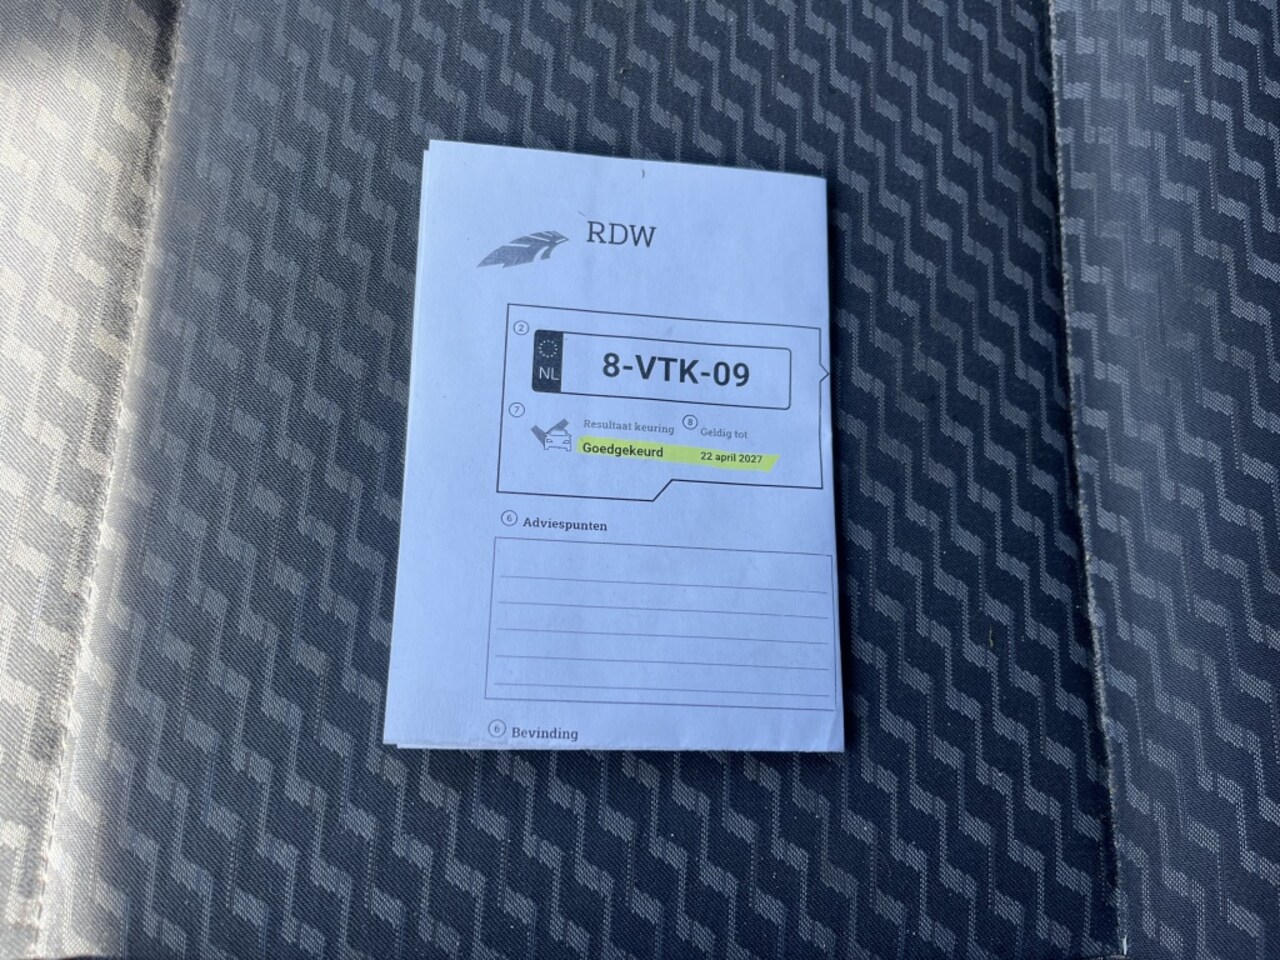 RDW
2
NL 8-VTK-09
7 Resultaat keuring 8 Geldig tot
Goedgekeurd 22 april 2027
6 Adviespunten
6 Bevinding